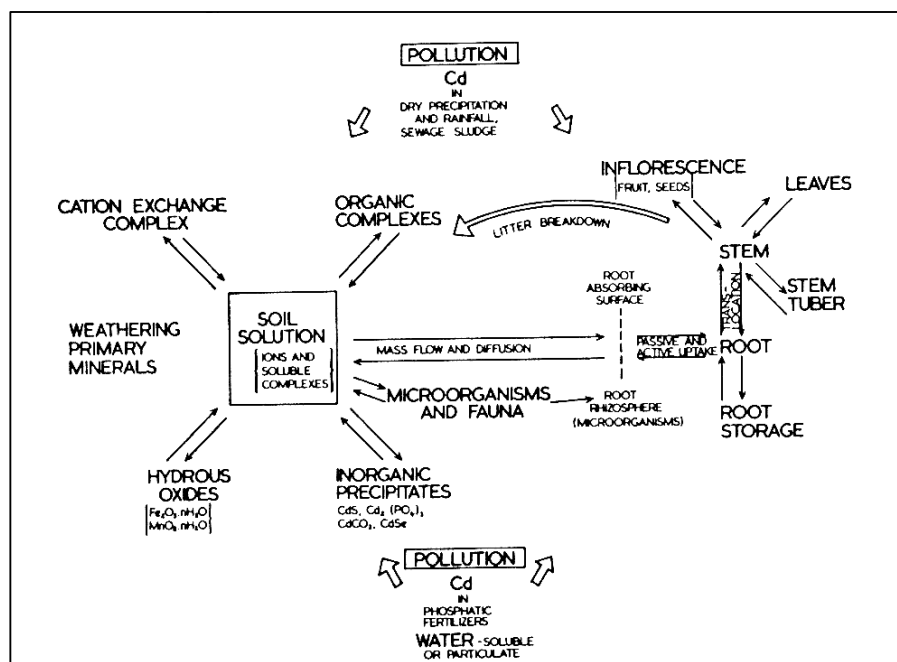 POLLUTION
Cd
IN
DRY PRECIPITATION
AND RAINFALL,
SEWAGE SLUDGE
INFLORESCENCE
FRUIT, SEEDS
LEAVES
CATION EXCHANGE
COMPLEX
ORGANIC
COMPLEXES
LITTER BREAKDOWN
STEM
STEM
TUBER
TRANS-
LOCATION
ROOT
ABSORBING
SURFACE
WEATHERING
PRIMARY
MINERALS
SOIL
SOLUTION
IONS AND
SOLUBLE
COMPLEXES
MASS FLOW AND DIFFUSION
PASSIVE AND
ACTIVE UPTAKE
ROOT
MICROORGANISMS
AND FAUNA
ROOT
RHIZOSPHERE
(MICROORGANISMS)
ROOT
STORAGE
HYDROUS
OXIDES
Fe₂O₃.nH₂O
MnO₂.nH₂O
INORGANIC
PRECIPITATES
CdS, Cd₃ (PO₄)₂
CdCO₃, CdSe
POLLUTION
Cd
IN
PHOSPHATIC
FERTILIZERS
WATER - SOLUBLE
OR PARTICULATE